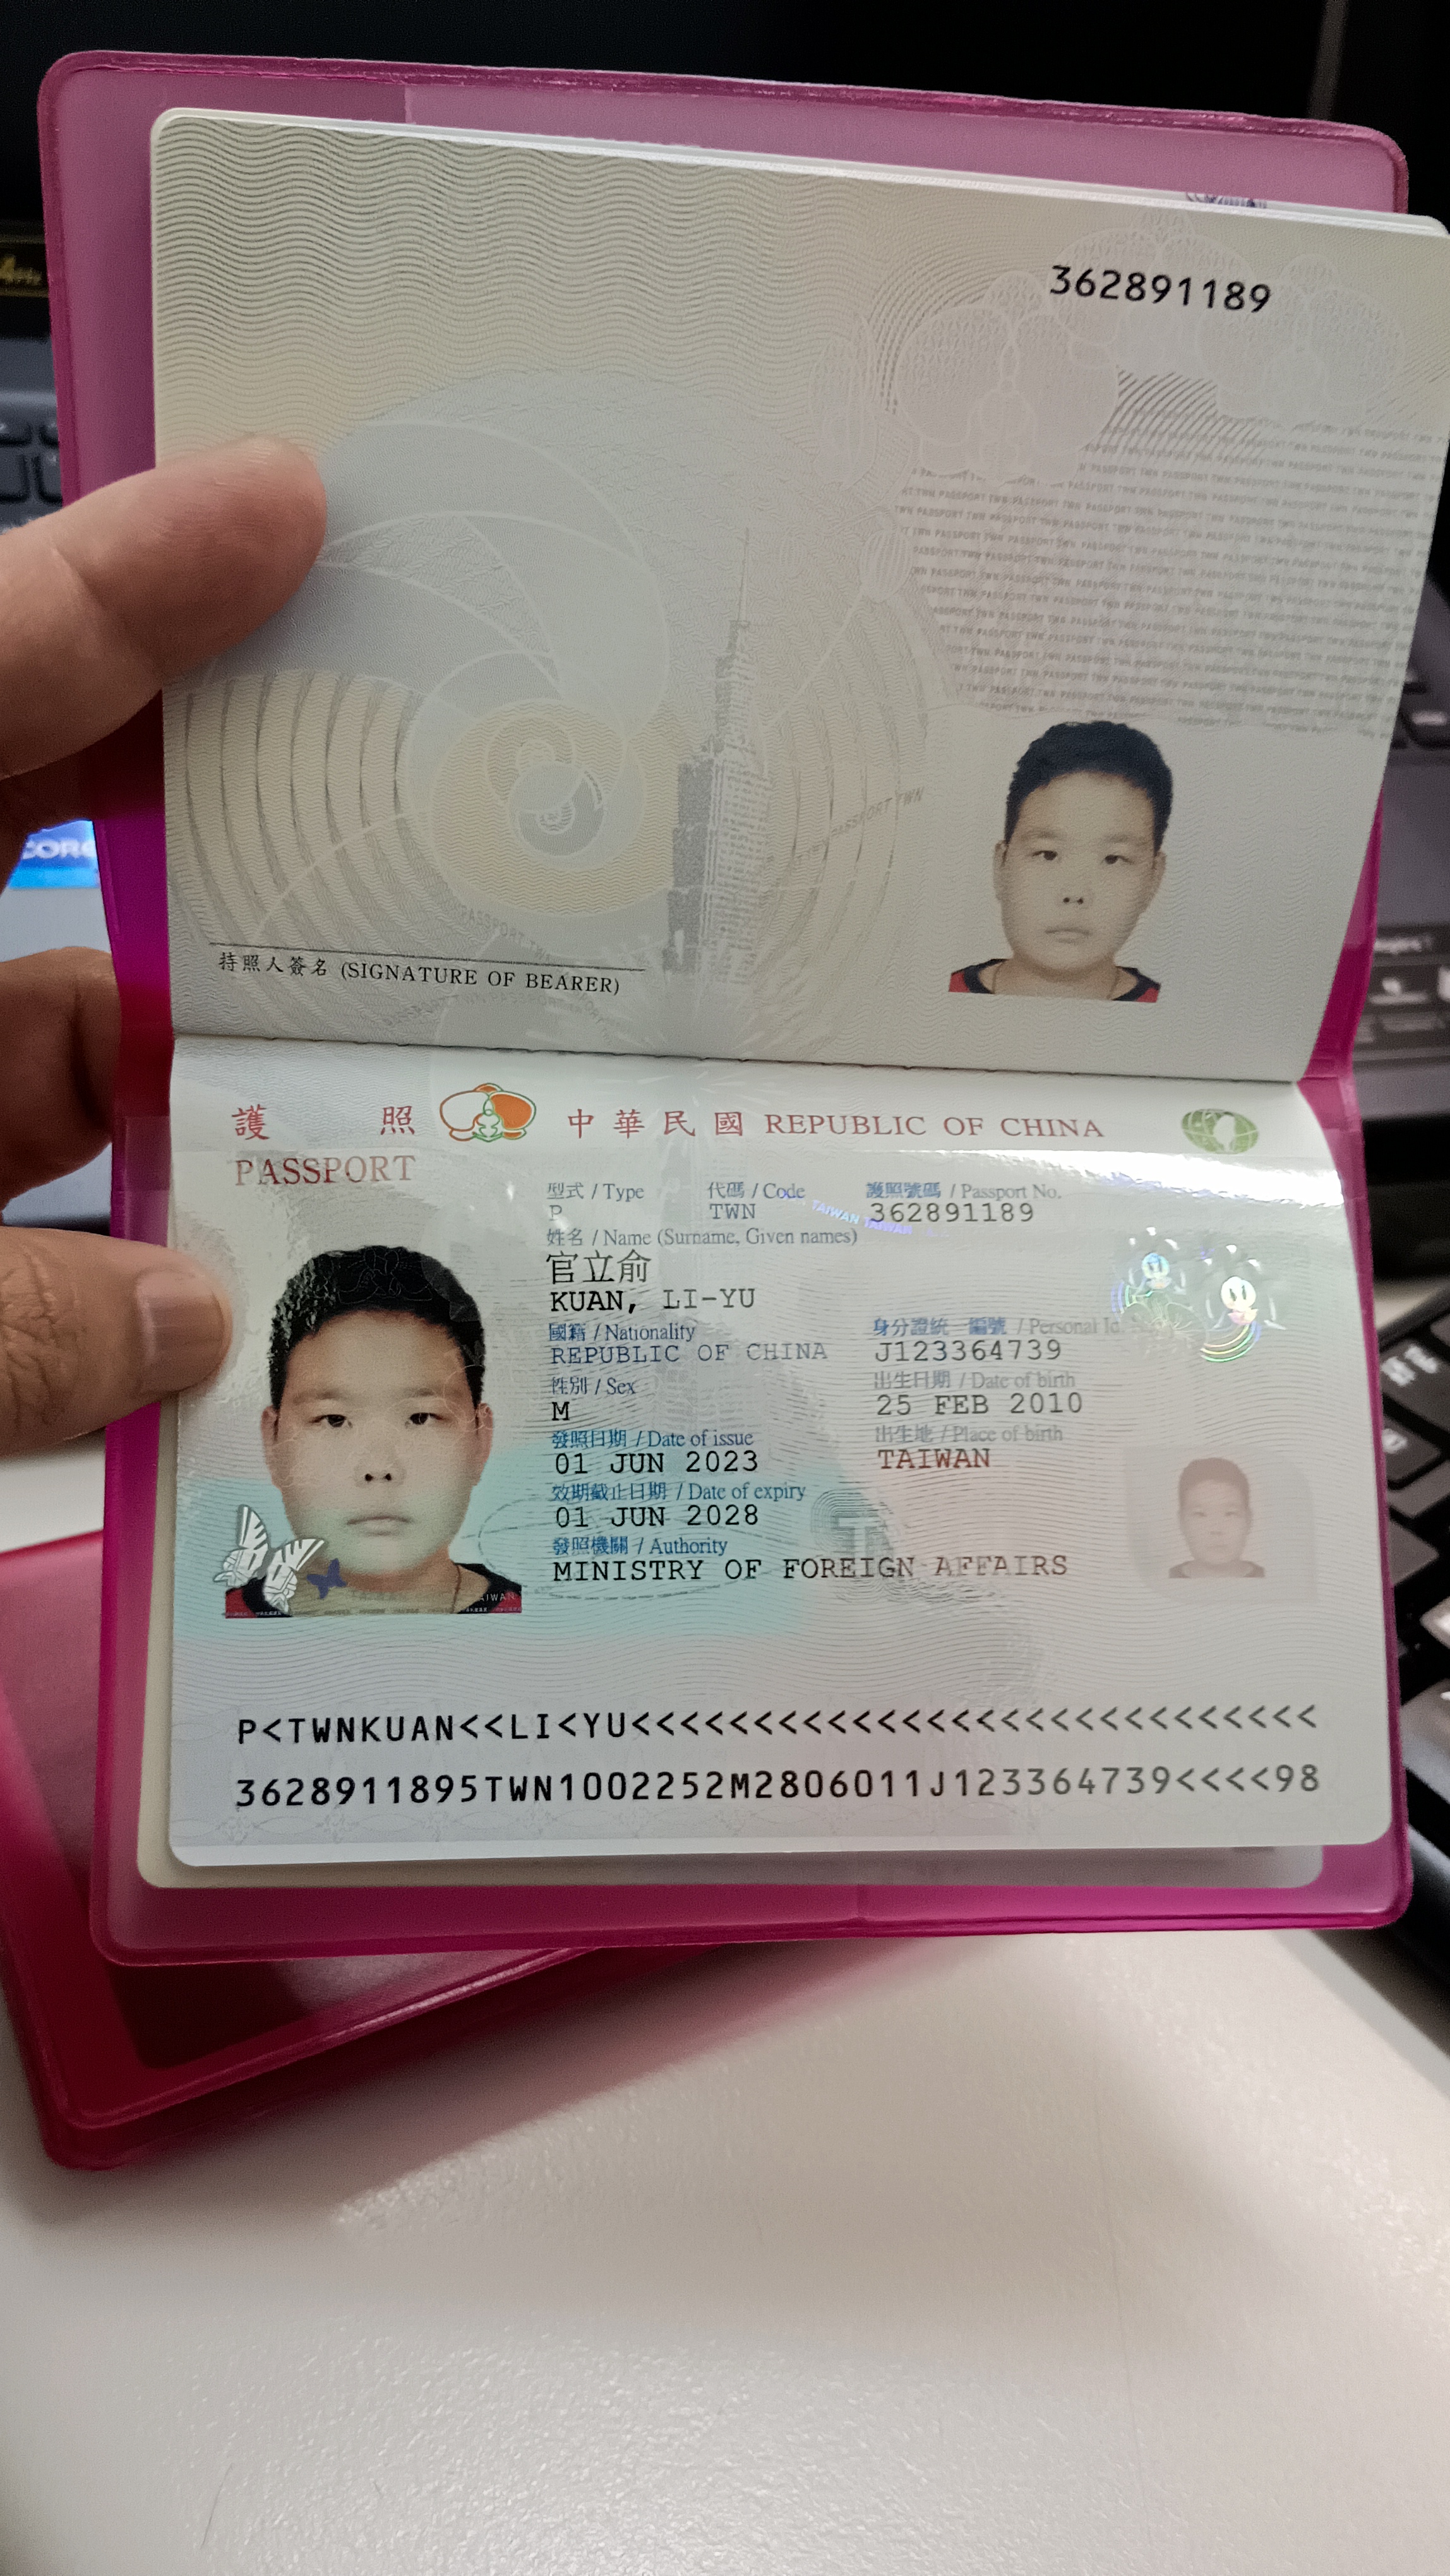 362891189
持照人簽名 (SIGNATURE OF BEARER)
護 照 中華民國 REPUBLIC OF CHINA
PASSPORT
型式 / Type 代碼 / Code 護照號碼 / Passport No.
P TWN 362891189
姓名 / Name (Surname, Given names)
官立俞
KUAN, LI-YU
國籍 / Nationality 身分證統一編號 / Personal Id.
REPUBLIC OF CHINA J123364739
性別 / Sex 出生日期 / Date of birth
M 25 FEB 2010
發照日期 / Date of issue 出生地 / Place of birth
01 JUN 2023 TAIWAN
效期截止日期 / Date of expiry
01 JUN 2028
發照機關 / Authority
MINISTRY OF FOREIGN AFFAIRS
P<TWNKUAN<<LI<YU<<<<<<<<<<<<<<<<<<<<<<<<<<<<
3628911895TWN1002252M2806011J123364739<<<<98